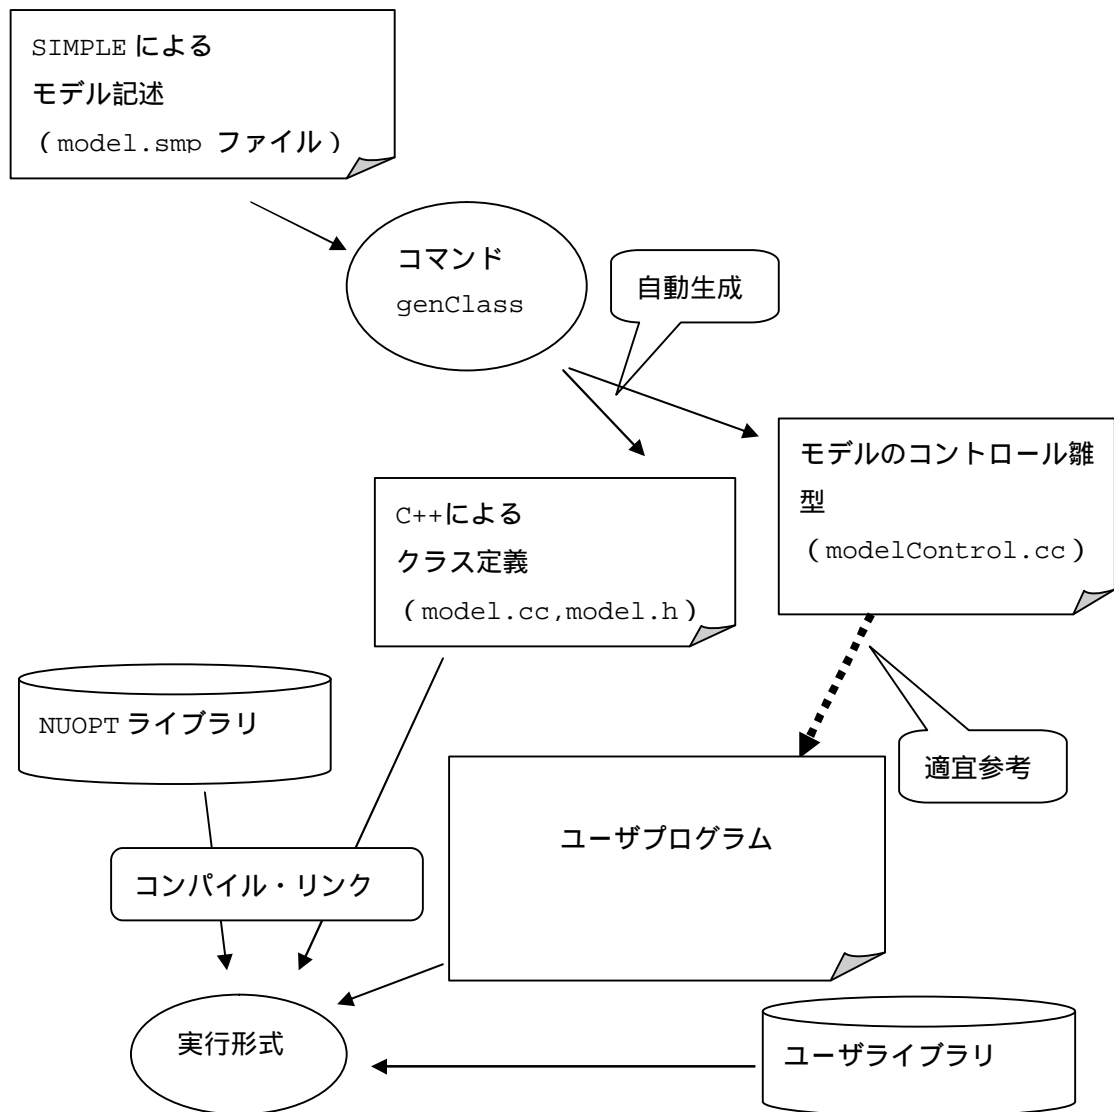 SIMPLE による
モデル記述
（model.smp ファイル）
コマンド
genClass
自動生成
モデルのコントロール雛
型
（modelControl.cc）
C++による
クラス定義
（model.cc,model.h）
NUOPT ライブラリ
適宜参考
ユーザプログラム
コンパイル・リンク
実行形式
ユーザライブラリ